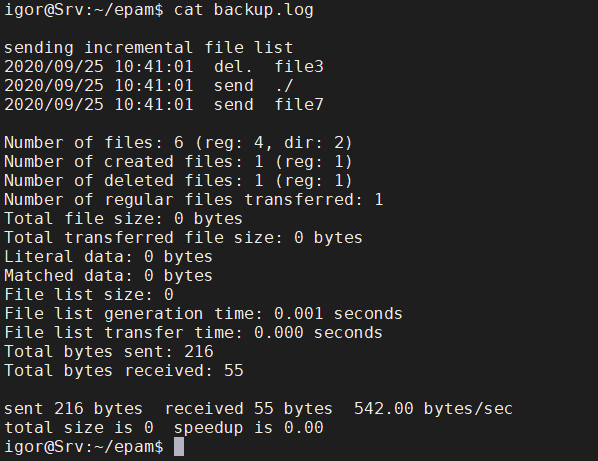 igor@Srv:~/epam$ cat backup.log
sending incremental file list
2020/09/25 10:41:01  del.  file3
2020/09/25 10:41:01  send  ./
2020/09/25 10:41:01  send  file7
Number of files: 6 (reg: 4, dir: 2)
Number of created files: 1 (reg: 1)
Number of deleted files: 1 (reg: 1)
Number of regular files transferred: 1
Total file size: 0 bytes
Total transferred file size: 0 bytes
Literal data: 0 bytes
Matched data: 0 bytes
File list size: 0
File list generation time: 0.001 seconds
File list transfer time: 0.000 seconds
Total bytes sent: 216
Total bytes received: 55
sent 216 bytes  received 55 bytes  542.00 bytes/sec
total size is 0  speedup is 0.00
igor@Srv:~/epam$